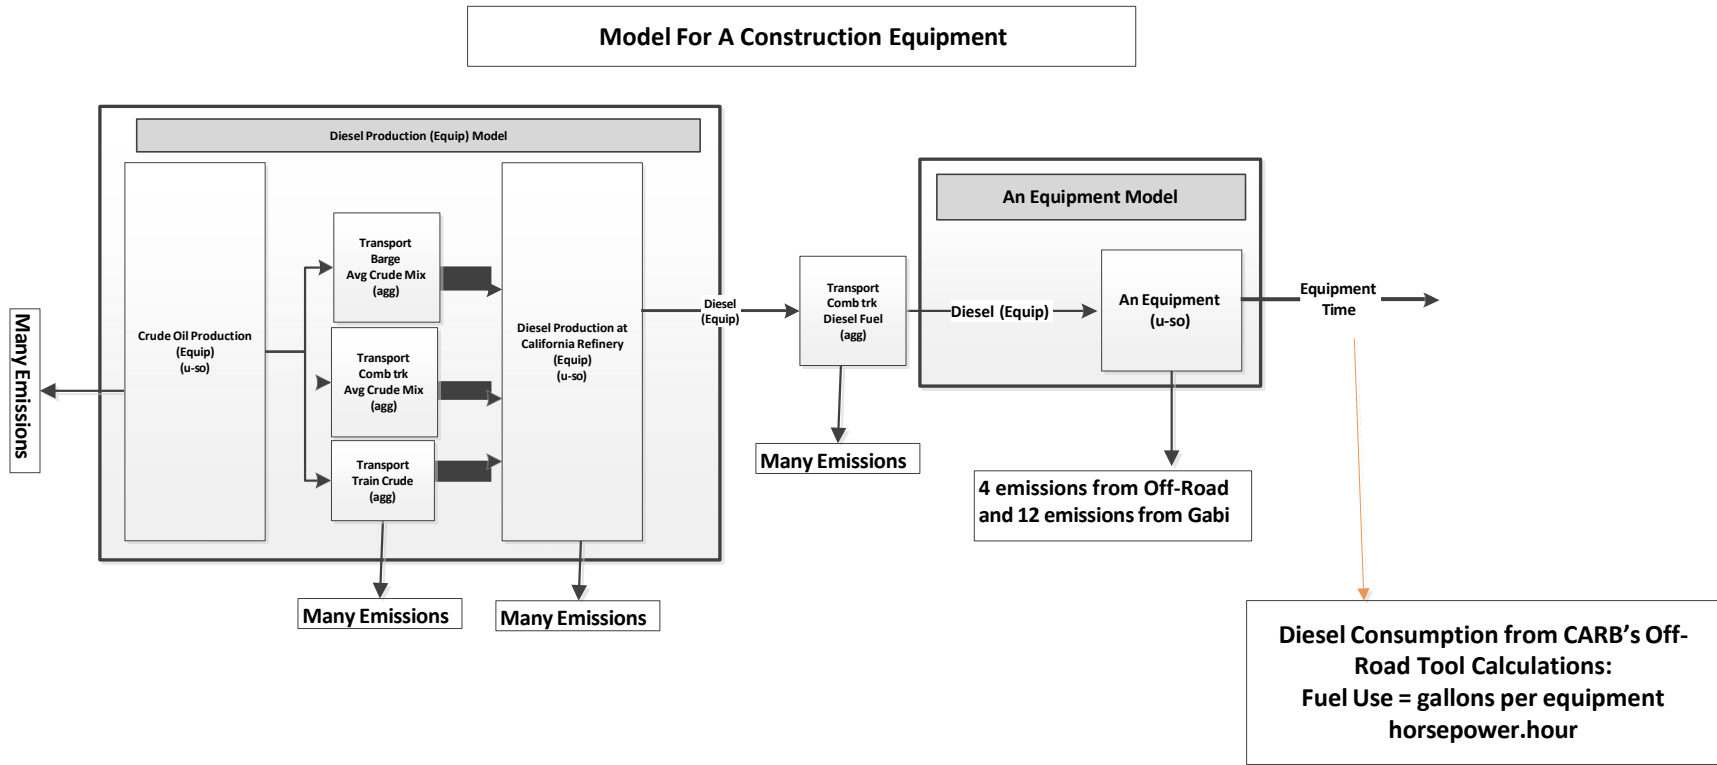 Model For A Construction Equipment
Diesel Production (Equip) Model
Many Emissions
Crude Oil Production
(Equip)
(u-so)
Transport
Barge
Avg Crude Mix
(agg)
Transport
Comb trk
Avg Crude Mix
(agg)
Transport
Train Crude
(agg)
Diesel Production at
California Refinery
(Equip)
(u-so)
Many Emissions
Many Emissions
Diesel
(Equip)
Transport
Comb trk
Diesel Fuel
(agg)
Many Emissions
An Equipment Model
Diesel (Equip)
An Equipment
(u-so)
4 emissions from Off-Road
and 12 emissions from Gabi
Equipment
Time
Diesel Consumption from CARB’s Off-
Road Tool Calculations:
Fuel Use = gallons per equipment
horsepower.hour